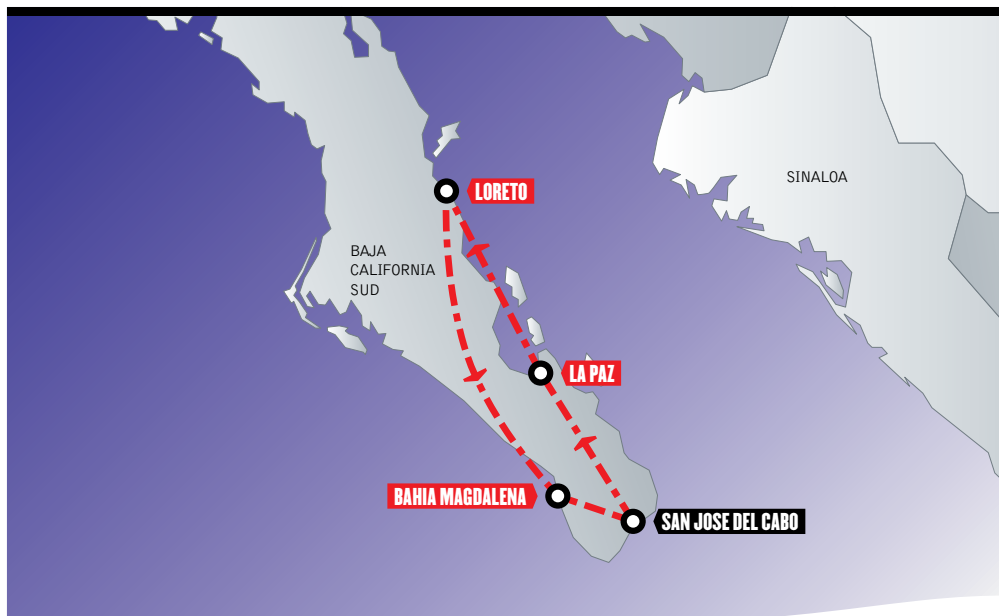 SINALOA
LORETO
BAJA
CALIFORNIA
SUD
LA PAZ
BAHIA MAGDALENA
SAN JOSE DEL CABO